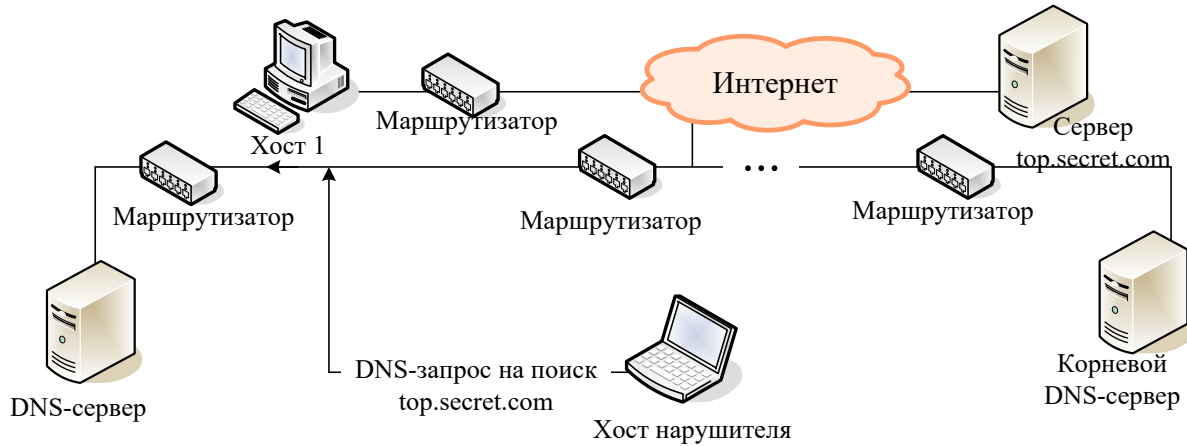 Интернет
Маршрутизатор
Хост 1
Сервер
top.secret.com
Маршрутизатор
Маршрутизатор
Маршрутизатор
DNS-запрос на поиск
top.secret.com
Корневой
DNS-сервер
DNS-сервер
Хост нарушителя